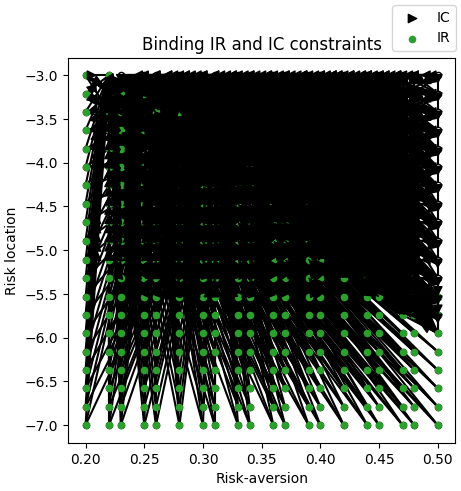 IC
IR
Binding IR and IC constraints
−3.0
−3.5
−4.0
−4.5
−5.0
−5.5
−6.0
−6.5
−7.0
Risk location
0.20 0.25 0.30 0.35 0.40 0.45 0.50
Risk-aversion